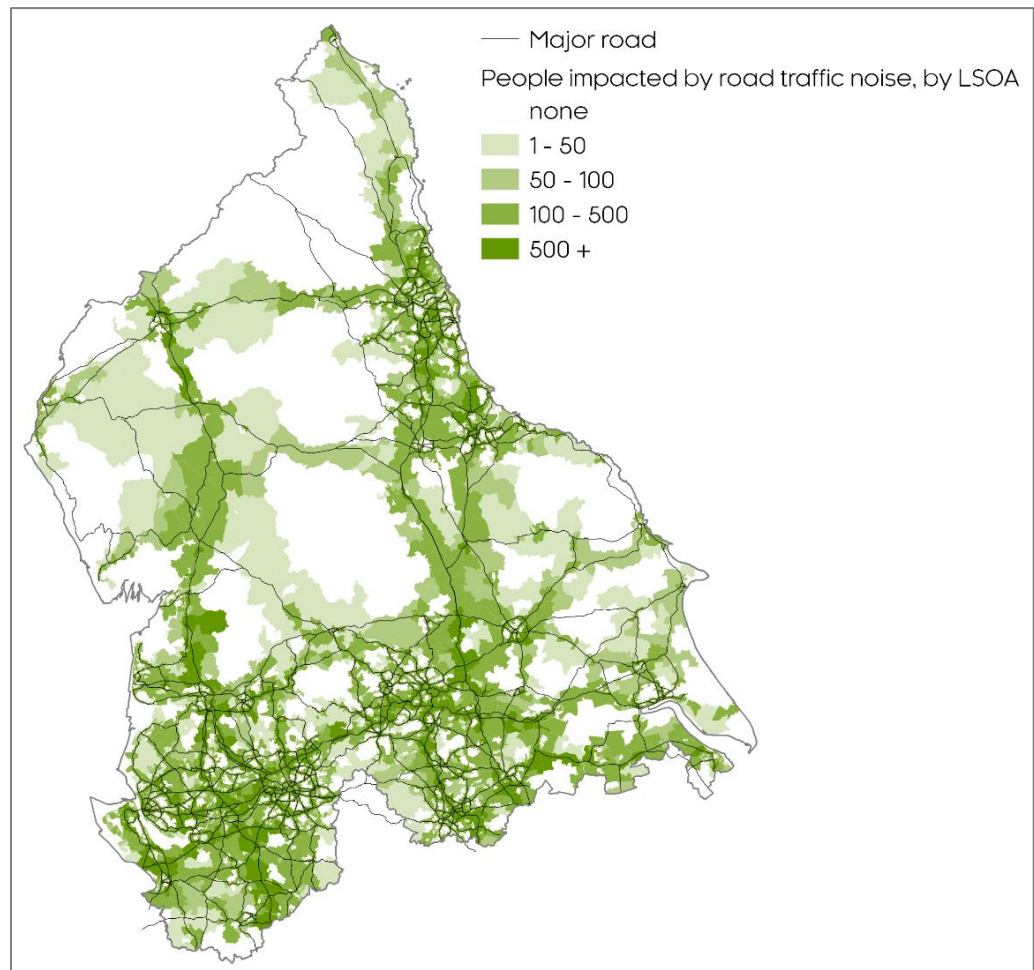 Major road
People impacted by road traffic noise, by LSOA
none
1 - 50
50 - 100
100 - 500
500 +